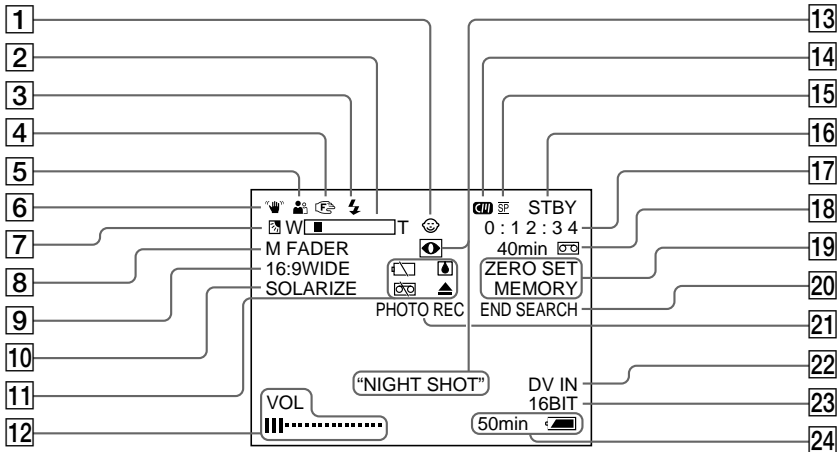 1
2
3
4
5
6
7
8
9
10
11
12
13
14
15
16
17
18
19
20
21
22
23
24
SP STBY
W T 0:12:34
M FADER 40min
16:9WIDE ZERO SET
SOLARIZE MEMORY
PHOTO REC END SEARCH
“NIGHT SHOT” DV IN
VOL 16BIT
50min